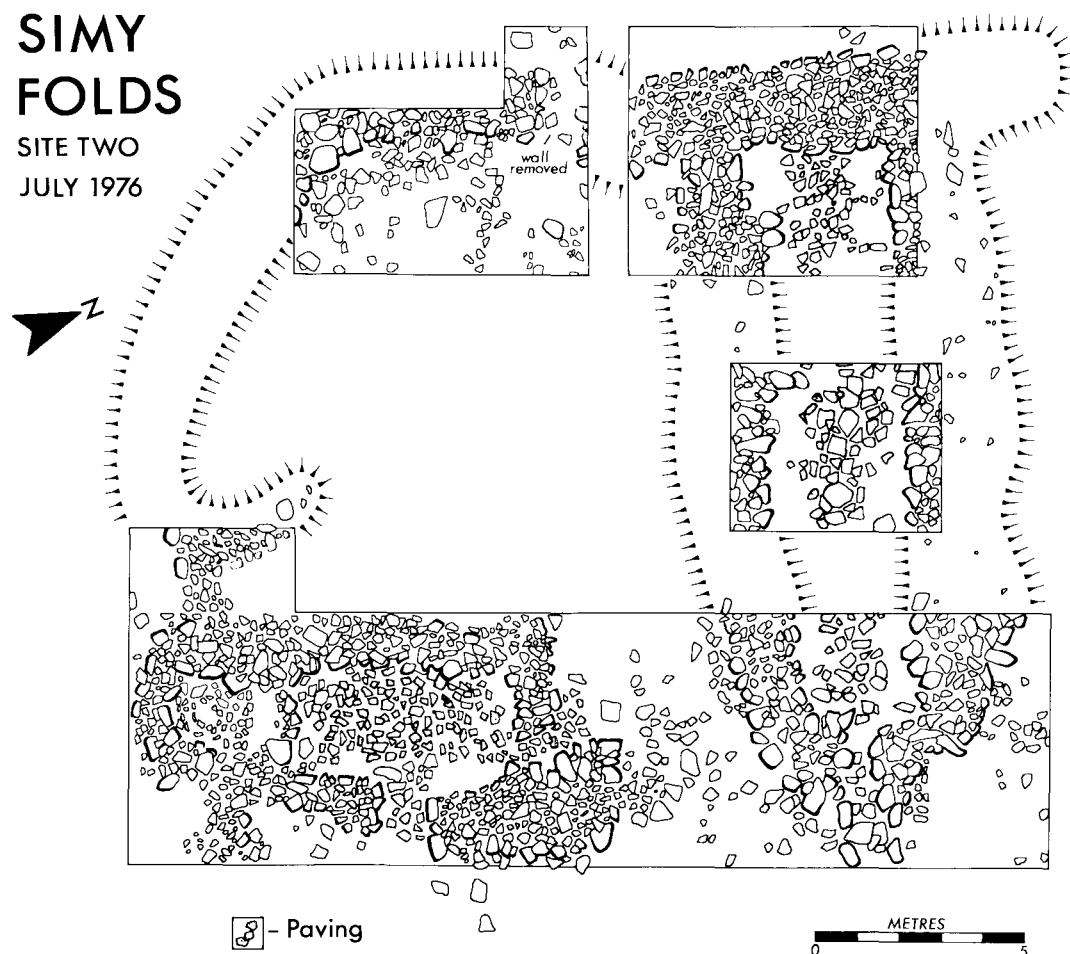 SIMY
FOLDS
SITE TWO
JULY 1976
wall
removed
N
– Paving
METRES
0 5